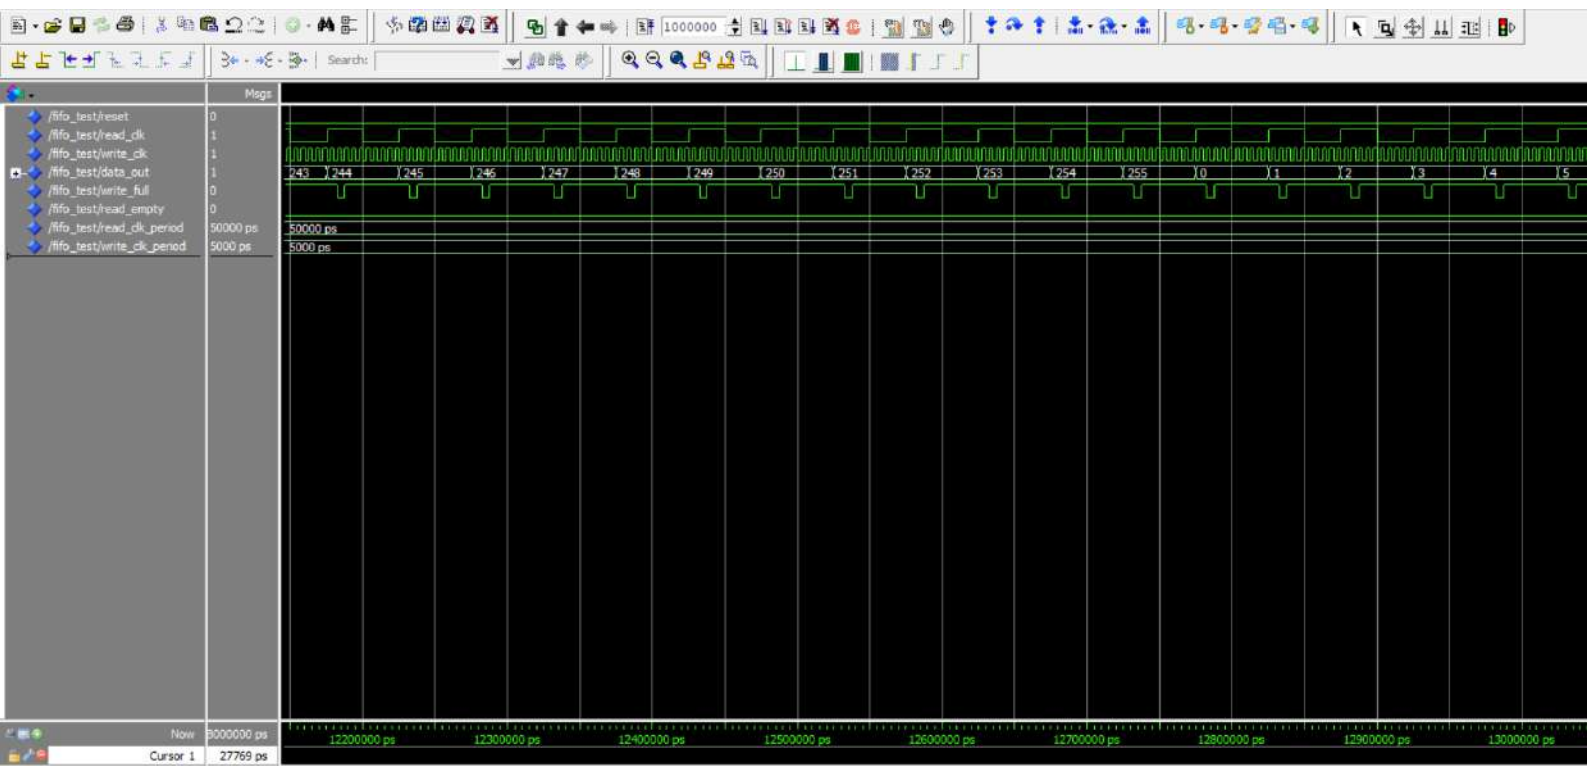 1000000
Search:
Msgs
/fifo_test/reset 0
/fifo_test/read_clk 1
/fifo_test/write_clk 1
/fifo_test/data_out 1 243 244 245 246 247 248 249 250 251 252 253 254 255 0 1 2 3 4 5
/fifo_test/write_full 0
/fifo_test/read_empty 0
/fifo_test/read_clk_period 50000 ps 50000 ps
/fifo_test/write_clk_period 5000 ps 5000 ps
Now 000000 ps 12200000 ps 12300000 ps 12400000 ps 12500000 ps 12600000 ps 12700000 ps 12800000 ps 12900000 ps 13000000 ps
Cursor 1 27769 ps